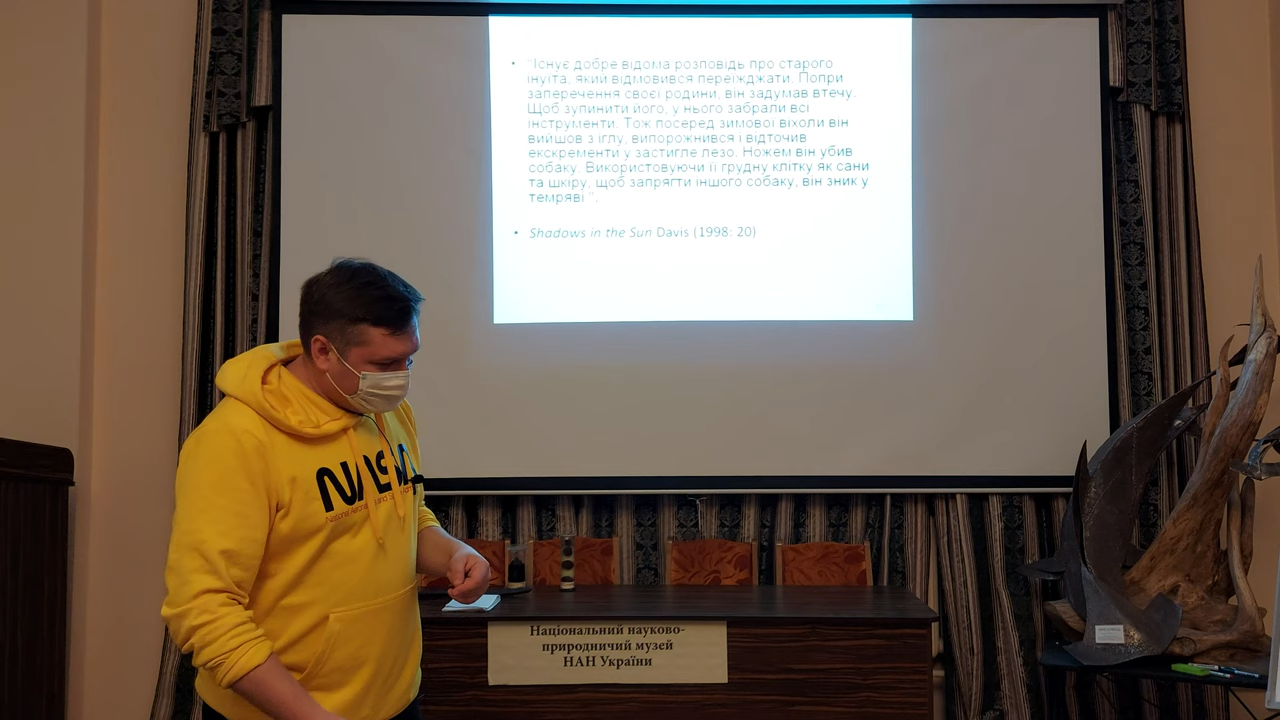 "Існує добре відома розповідь про старого
інуїта, який відмовився переїжджати. Попри
заперечення своєї родини, він задумав втечу.
Щоб зупинити його, у нього забрали всі
інструменти. Тож посеред зимової віхоли він
вийшов з іглу, випорожнився і відточив
екскременти у застигле лезо. Ножем він убив
собаку. Використовуючи її грудну клітку як сани
та шкіру, щоб запрягти іншого собаку, він зник у
темряві ".
Shadows in the Sun Davis (1998: 20)
NASA
National Aeronau and Sp
Національний науково-
природничий музей
НАН України